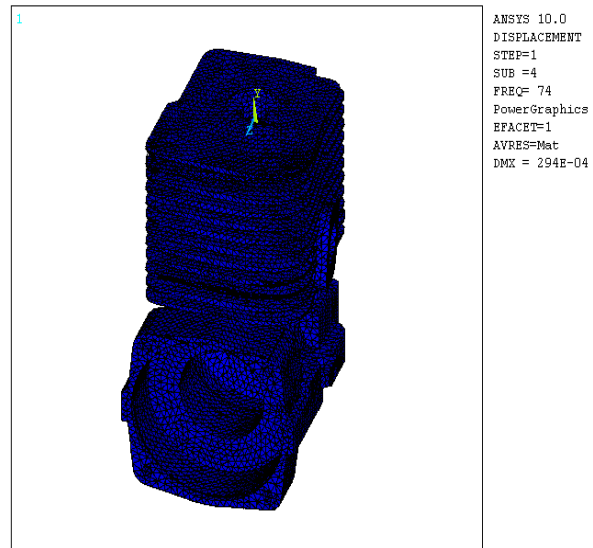 1
ANSYS 10.0
DISPLACEMENT
STEP=1
SUB =4
FREQ= 74
PowerGraphics
EFACET=1
AVRES=Mat
DMX = 294E-04
Y
Z